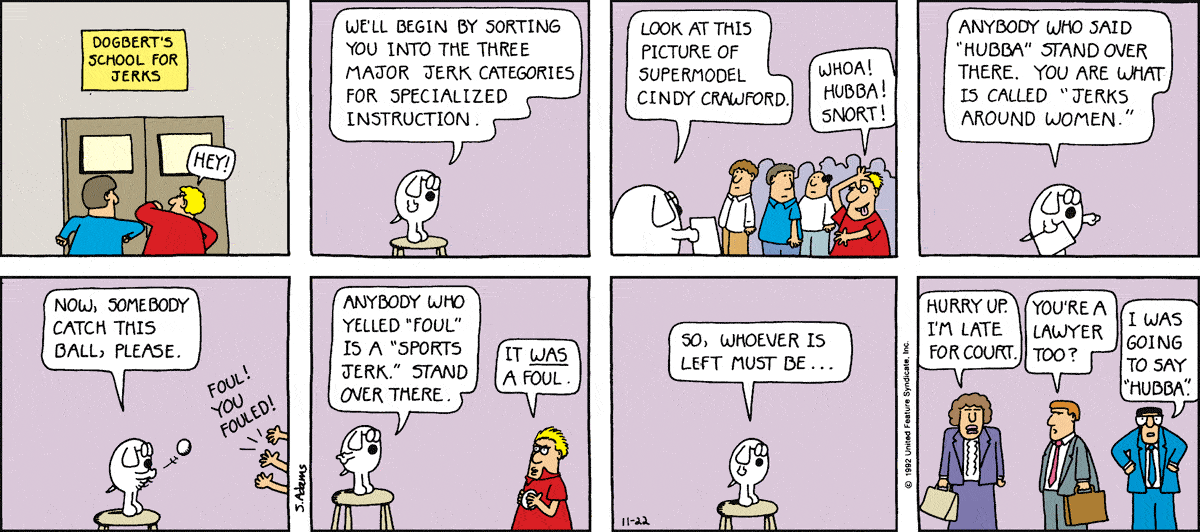 DOGBERT'S
SCHOOL FOR
JERKS
HEY!
WE'LL BEGIN BY SORTING
YOU INTO THE THREE
MAJOR JERK CATEGORIES
FOR SPECIALIZED
INSTRUCTION.
LOOK AT THIS
PICTURE OF
SUPERMODEL
CINDY CRAWFORD.
WHOA!
HUBBA!
SNORT!
ANYBODY WHO SAID
"HUBBA" STAND OVER
THERE. YOU ARE WHAT
IS CALLED "JERKS
AROUND WOMEN."
NOW, SOMEBODY
CATCH THIS
BALL, PLEASE.
FOUL!
YOU
FOULED!
S.Adams
ANYBODY WHO
YELLED "FOUL"
IS A "SPORTS
JERK." STAND
OVER THERE.
IT WAS
A FOUL.
SO, WHOEVER IS
LEFT MUST BE...
11-22
© 1992 United Feature Syndicate, Inc.
HURRY UP.
I'M LATE
FOR COURT.
YOU'RE A
LAWYER
TOO?
I WAS
GOING
TO SAY
"HUBBA".